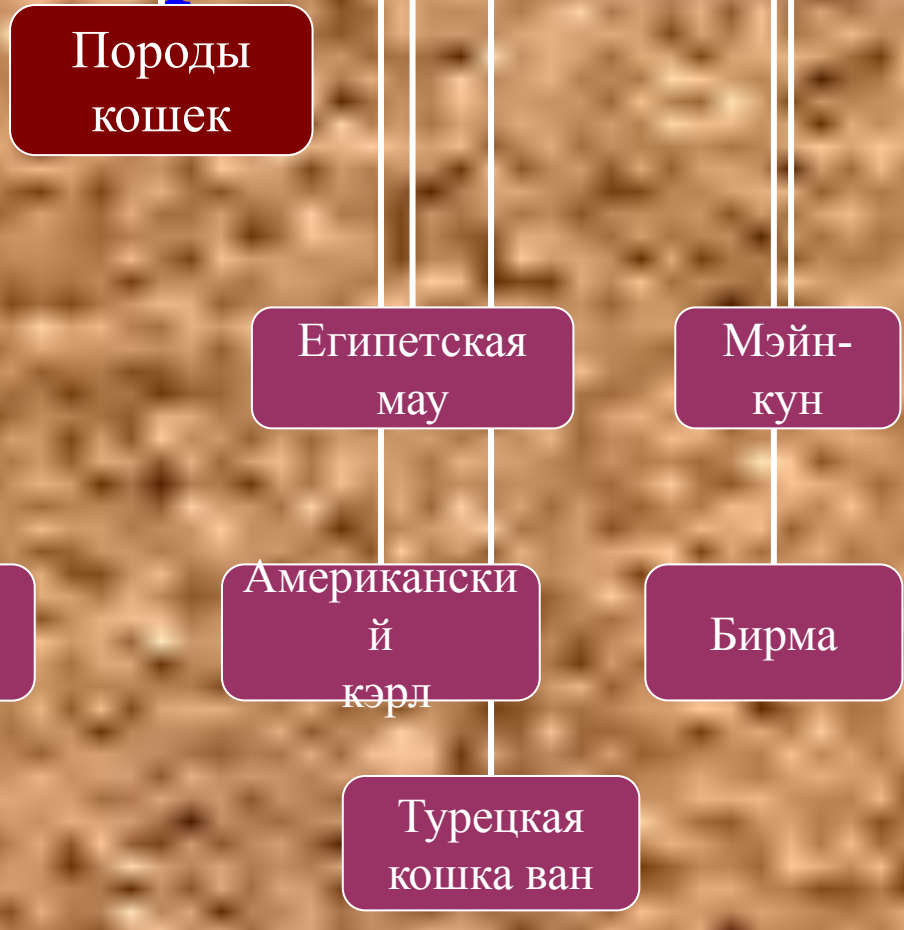 Породы
кошек
Египетская
мау
Мэйн-
кун
Американски
й
кэрл
Бирма
Турецкая
кошка ван